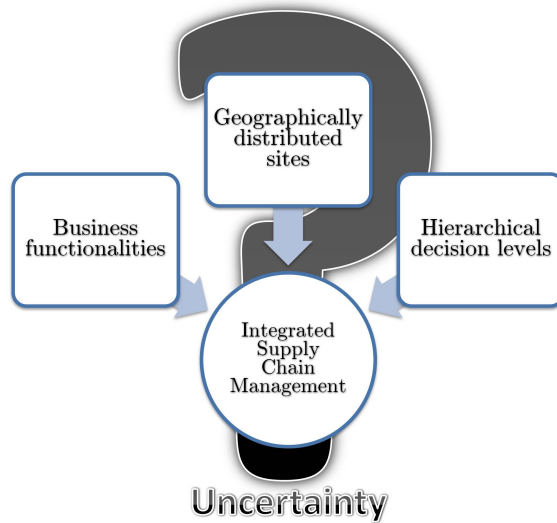 Geographically
distributed
sites
Business
functionalities
Hierarchical
decision levels
Integrated
Supply
Chain
Management
Uncertainty